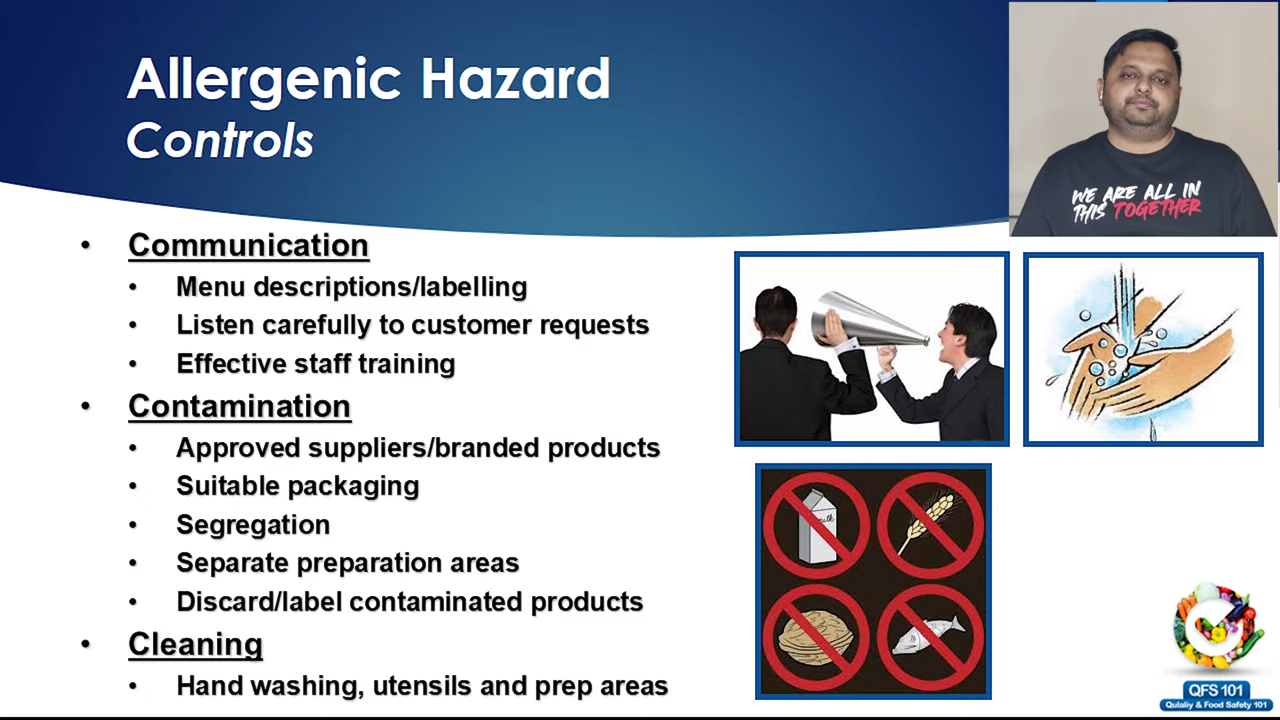 Allergenic Hazard
Controls
WE ARE ALL IN
THIS TOGETHER
• Communication
• Menu descriptions/labelling
• Listen carefully to customer requests
• Effective staff training
• Contamination
• Approved suppliers/branded products
• Suitable packaging
• Segregation
• Separate preparation areas
• Discard/label contaminated products
• Cleaning
• Hand washing, utensils and prep areas
milk
QFS 101
Qulaliy & Food Safety 101